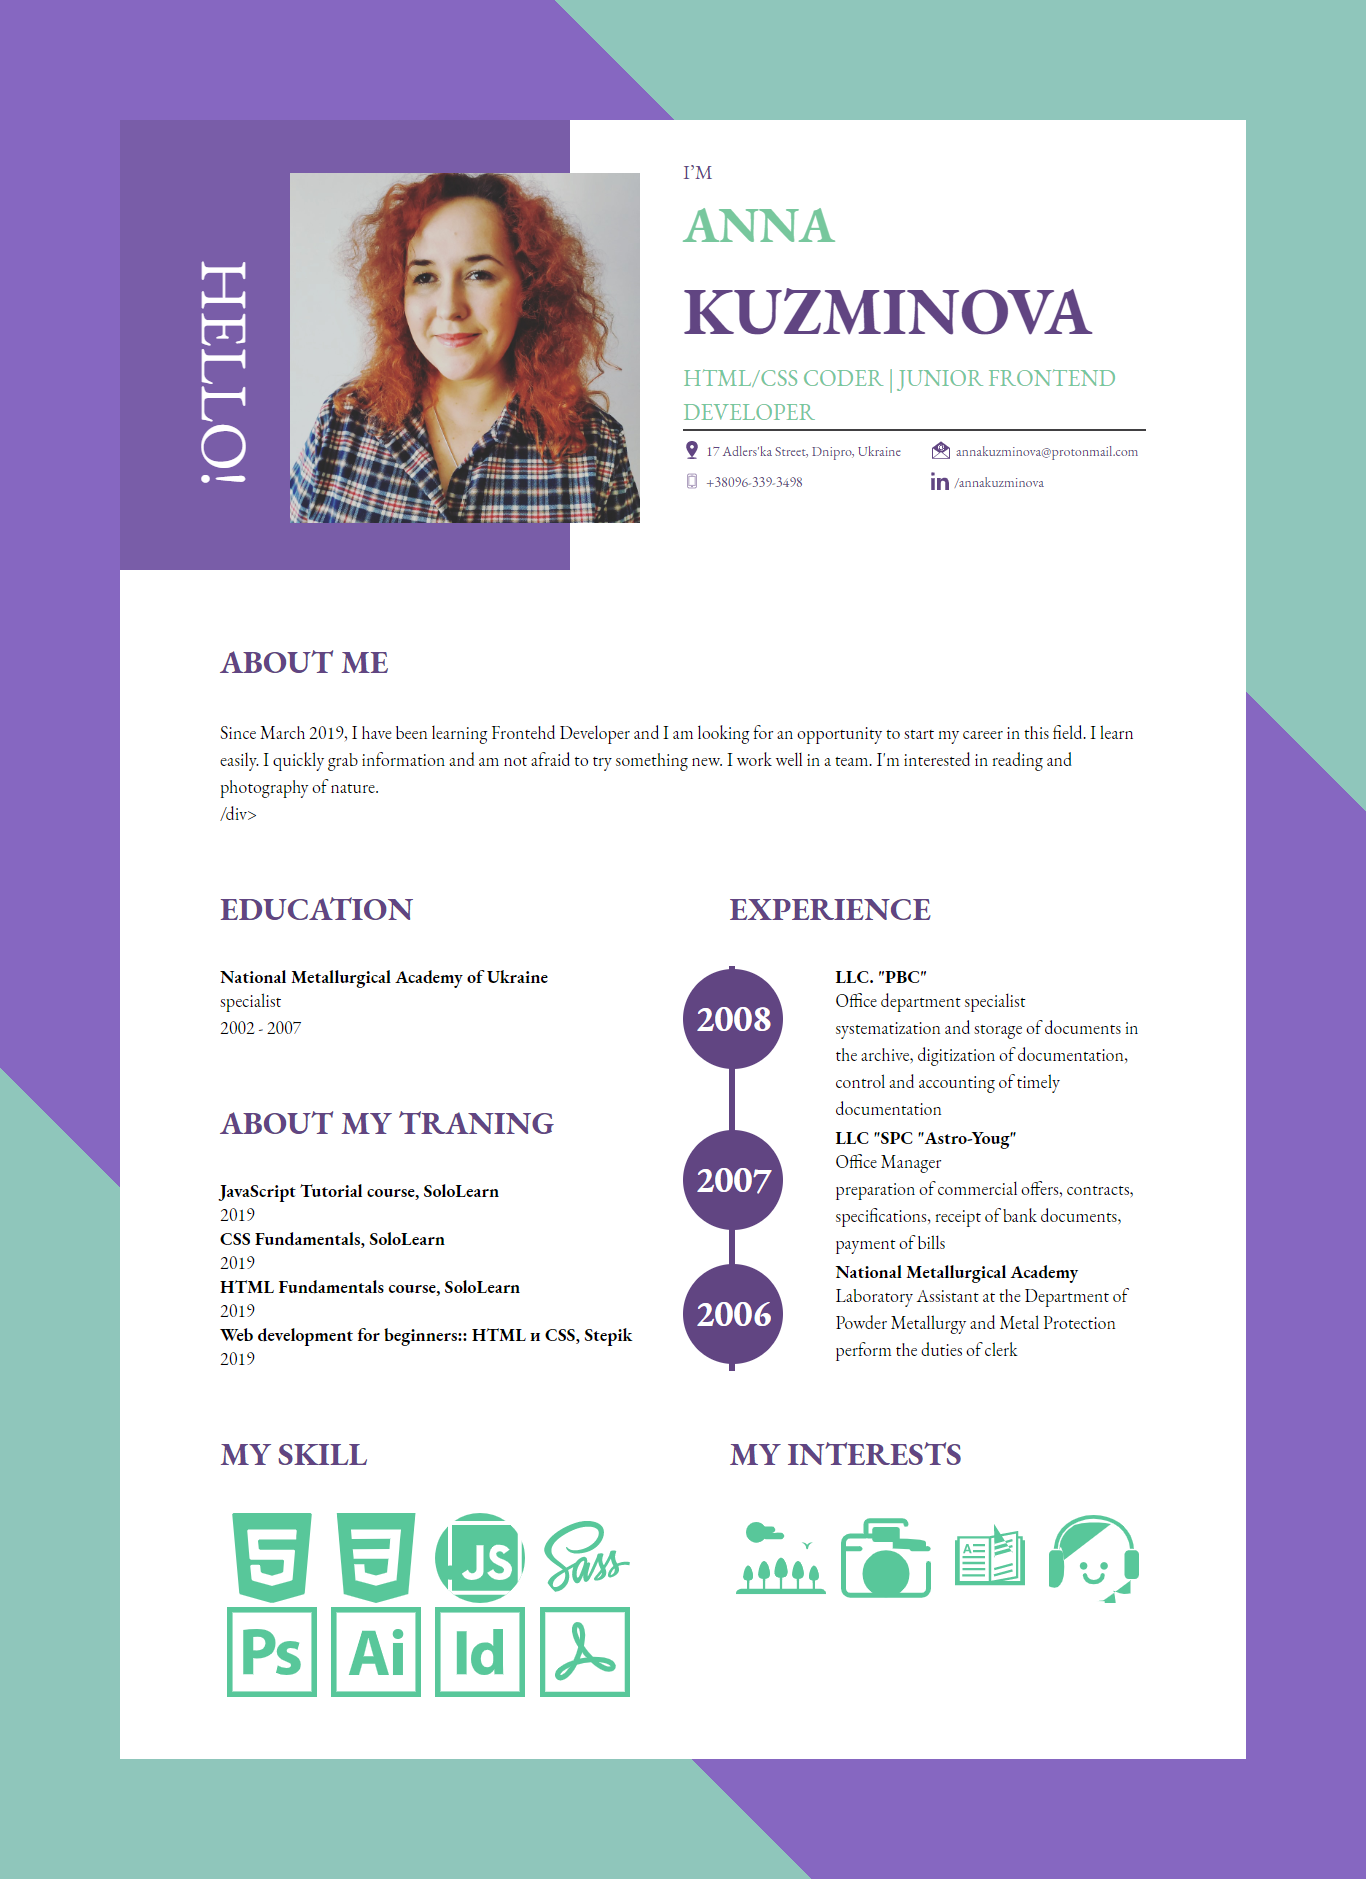 HELLO!
I’M
ANNA
KUZMINOVA
HTML/CSS CODER | JUNIOR FRONTEND
DEVELOPER
17 Adlers'ka Street, Dnipro, Ukraine
annakuzminova@protonmail.com
+38096-339-3498
in /annakuzminova
ABOUT ME
Since March 2019, I have been learning Frontehd Developer and I am looking for an opportunity to start my career in this field. I learn
easily. I quickly grab information and am not afraid to try something new. I work well in a team. I'm interested in reading and
photography of nature.
/div>
EDUCATION
National Metallurgical Academy of Ukraine
specialist
2002 - 2007
ABOUT MY TRANING
JavaScript Tutorial course, SoloLearn
2019
CSS Fundamentals, SoloLearn
2019
HTML Fundamentals course, SoloLearn
2019
Web development for beginners:: HTML и CSS, Stepik
2019
EXPERIENCE
2008
LLC. "PBC"
Office department specialist
systematization and storage of documents in
the archive, digitization of documentation,
control and accounting of timely
documentation
2007
LLC "SPC "Astro-Youg"
Office Manager
preparation of commercial offers, contracts,
specifications, receipt of bank documents,
payment of bills
2006
National Metallurgical Academy
Laboratory Assistant at the Department of
Powder Metallurgy and Metal Protection
perform the duties of clerk
MY SKILL
5 3 JS Sass
Ps Ai Id
MY INTERESTS
A